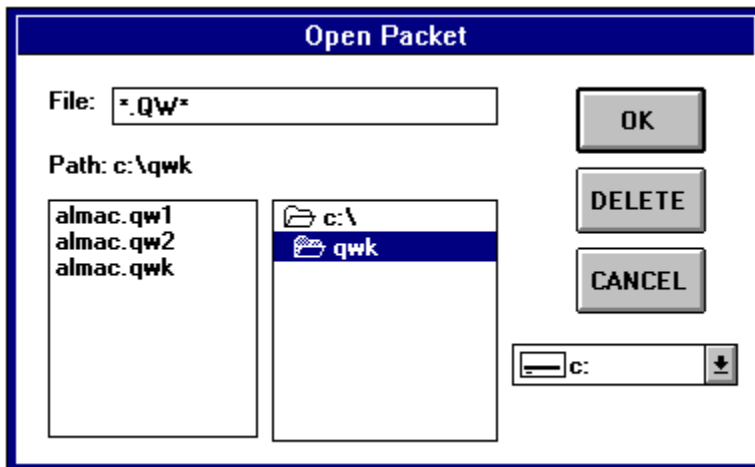 Open Packet
File: *.QW*
OK
Path: c:\qwk
DELETE
almac.qw1
almac.qw2
almac.qwk
c:\
qwk
CANCEL
c: